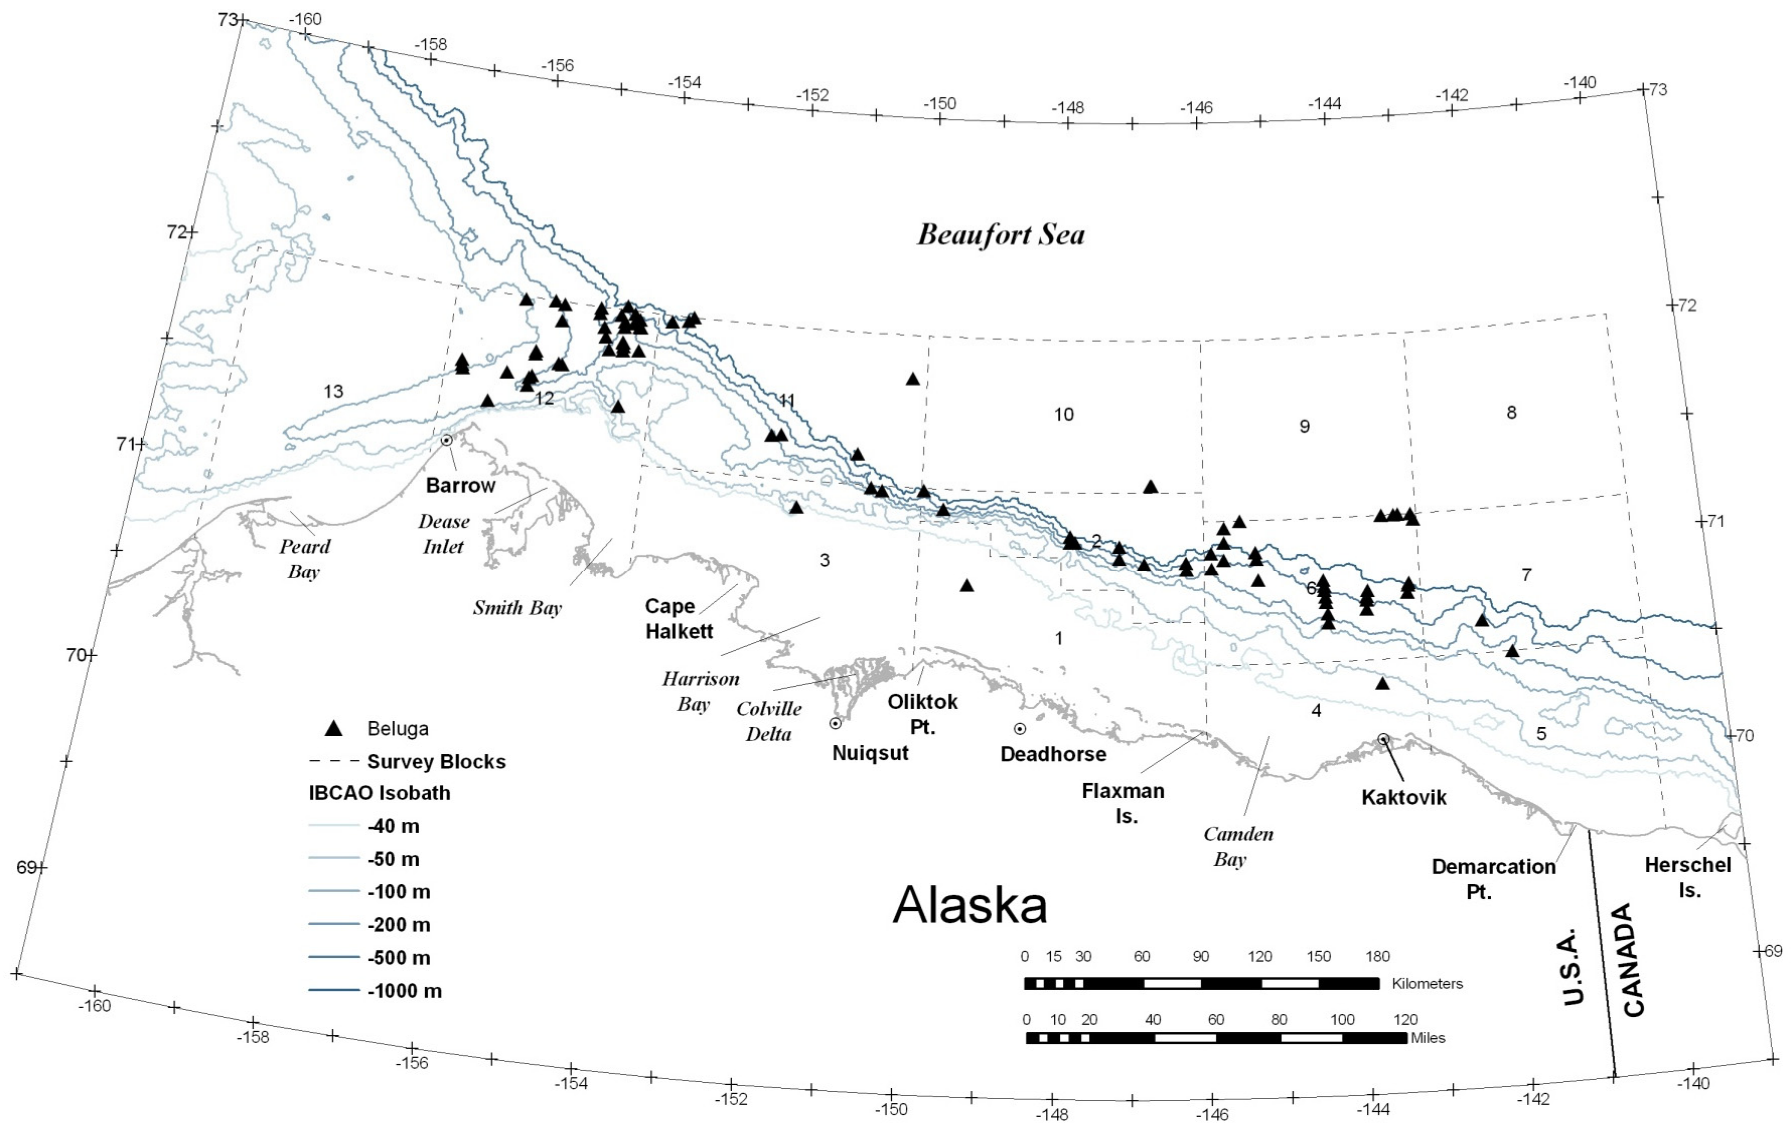 73
-160
-158
-156
-154
-152
-150
-148
-146
-144
-142
-140
73
72
Beaufort Sea
72
13
12
11
10
9
8
71
71
Barrow
Dease
Inlet
Peard
Bay
Smith Bay
3
2
6
7
Cape
Halkett
1
70
Harrison
Bay
Colville
Delta
Oliktok
Pt.
4
5
70
Nuiqsut
Deadhorse
Flaxman
Is.
Kaktovik
Camden
Bay
Demarcation
Pt.
Herschel
Is.
Beluga
Survey Blocks
IBCAO Isobath
-40 m
-50 m
-100 m
-200 m
-500 m
-1000 m
69
Alaska
U.S.A.
CANADA
69
0 15 30 60 90 120 150 180
Kilometers
0 10 20 40 60 80 100 120
Miles
-160
-158
-156
-154
-152
-150
-148
-146
-144
-142
-140